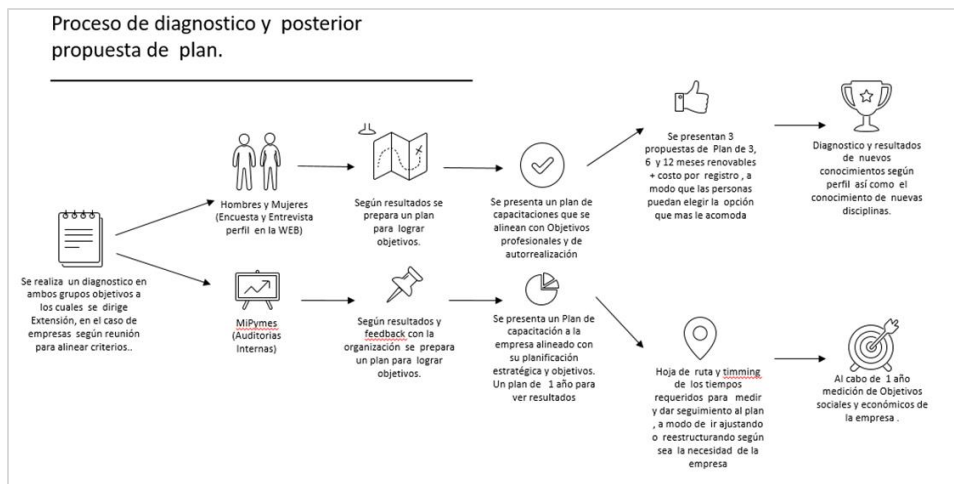 Proceso de diagnostico y posterior
propuesta de plan.
Se realiza un diagnostico en
ambos grupos objetivos a
los cuales se dirige
Extensión, en el caso de
empresas según reunión
para alinear criterios..
Hombres y Mujeres
(Encuesta y Entrevista
perfil en la WEB)
Según resultados se
prepara un plan
para lograr
objetivos.
Se presenta un plan de
capacitaciones que se
alinean con Objetivos
profesionales y de
autorrealización
Se presentan 3
propuestas de Plan de 3,
6 y 12 meses renovables
+ costo por registro , a
modo que las personas
puedan elegir la opción
que mas le acomoda
Diagnostico y resultados
de nuevos
conocimientos según
perfil así como el
conocimiento de nuevas
disciplinas.
MiPymes
(Auditorias
Internas)
Según resultados y
feedback con la
organización se prepara
un plan para lograr
objetivos.
Se presenta un Plan de
capacitación a la
empresa alineado con
su planificación
estratégica y objetivos.
Un plan de 1 año para
ver resultados
Hoja de ruta y timming
de los tiempos
requeridos para medir
y dar seguimiento al plan
, a modo de ir ajustando
o reestructurando según
sea la necesidad de la
empresa
Al cabo de 1 año
medición de Objetivos
sociales y económicos de
la empresa .